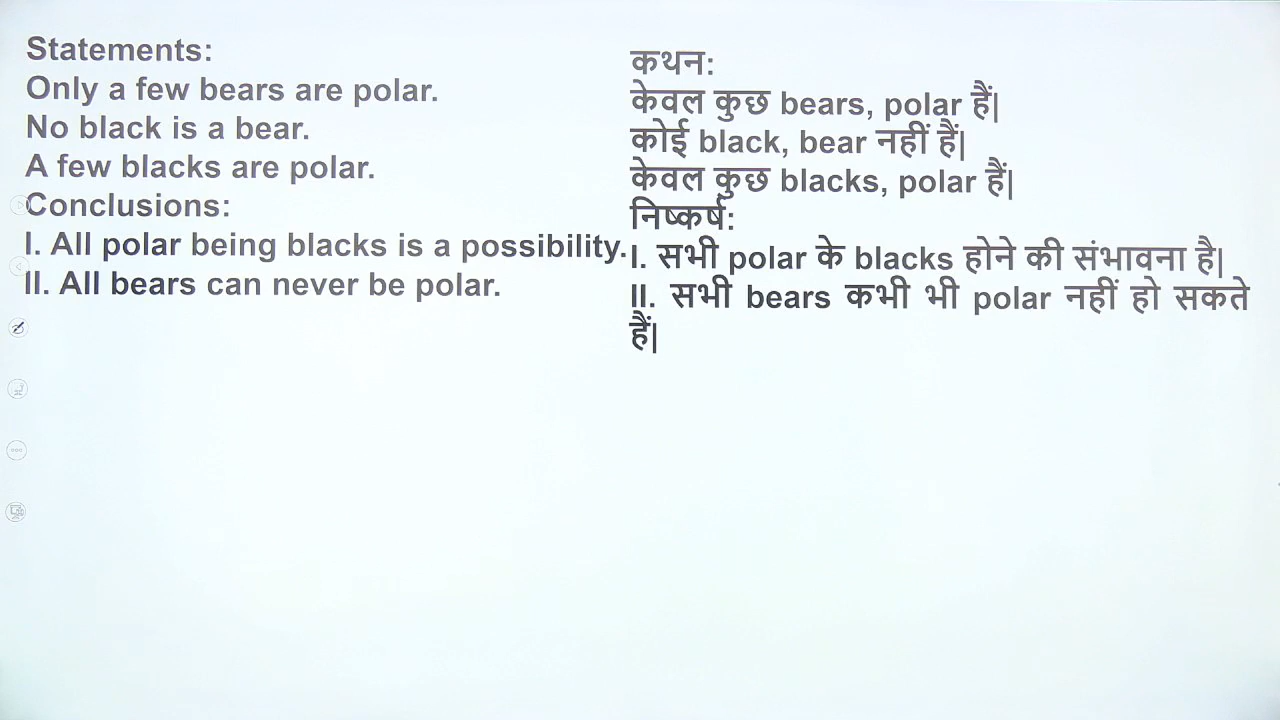 Statements:
Only a few bears are polar.
No black is a bear.
A few blacks are polar.
Conclusions:
I. All polar being blacks is a possibility.
II. All bears can never be polar.
कथन:
केवल कुछ bears, polar हैं|
कोई black, bear नहीं हैं|
केवल कुछ blacks, polar हैं|
निष्कर्ष:
I. सभी polar के blacks होने की संभावना है|
II. सभी bears कभी भी polar नहीं हो सकते
हैं|